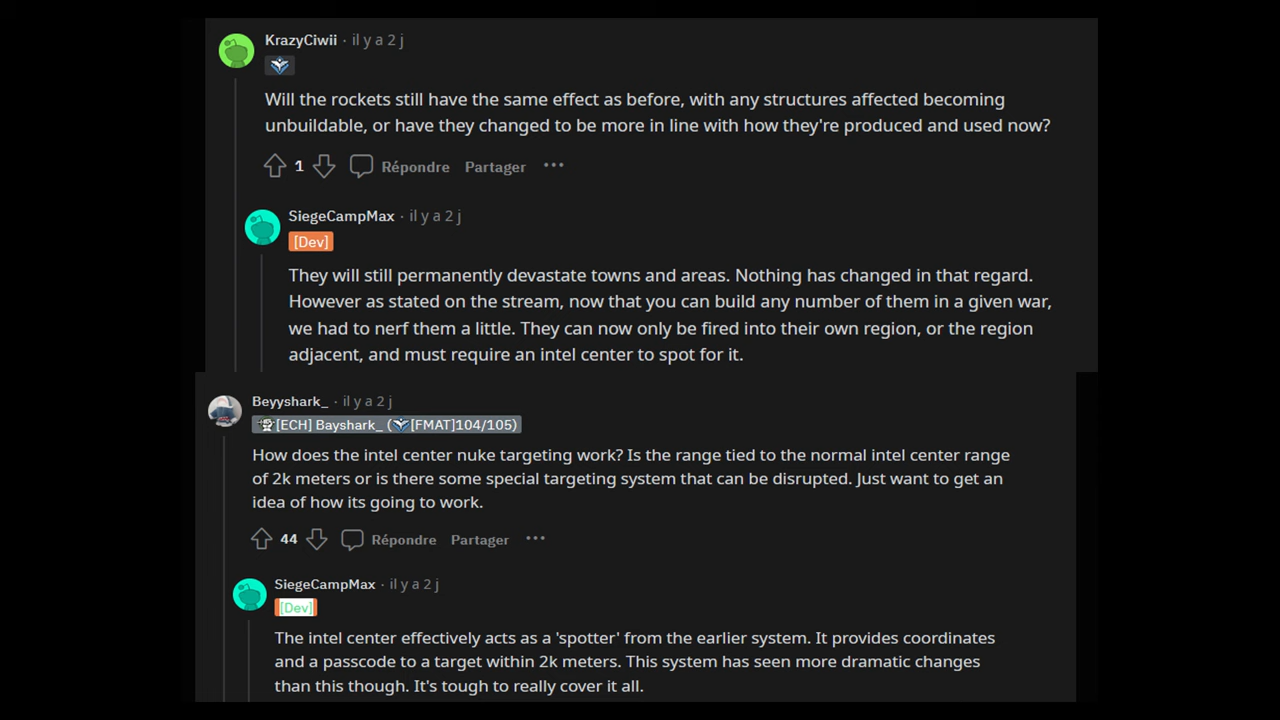 KrazyCiwii · il y a 2 j
Will the rockets still have the same effect as before, with any structures affected becoming
unbuildable, or have they changed to be more in line with how they're produced and used now?
1 Répondre Partager ···
SiegeCampMax · il y a 2 j
[Dev]
They will still permanently devastate towns and areas. Nothing has changed in that regard.
However as stated on the stream, now that you can build any number of them in a given war,
we had to nerf them a little. They can now only be fired into their own region, or the region
adjacent, and must require an intel center to spot for it.
Beyyshark_ · il y a 2 j
[ECH] Bayshark_ ([FMAT]104/105)
How does the intel center nuke targeting work? Is the range tied to the normal intel center range
of 2k meters or is there some special targeting system that can be disrupted. Just want to get an
idea of how its going to work.
44 Répondre Partager ···
SiegeCampMax · il y a 2 j
[Dev]
The intel center effectively acts as a 'spotter' from the earlier system. It provides coordinates
and a passcode to a target within 2k meters. This system has seen more dramatic changes
than this though. It's tough to really cover it all.